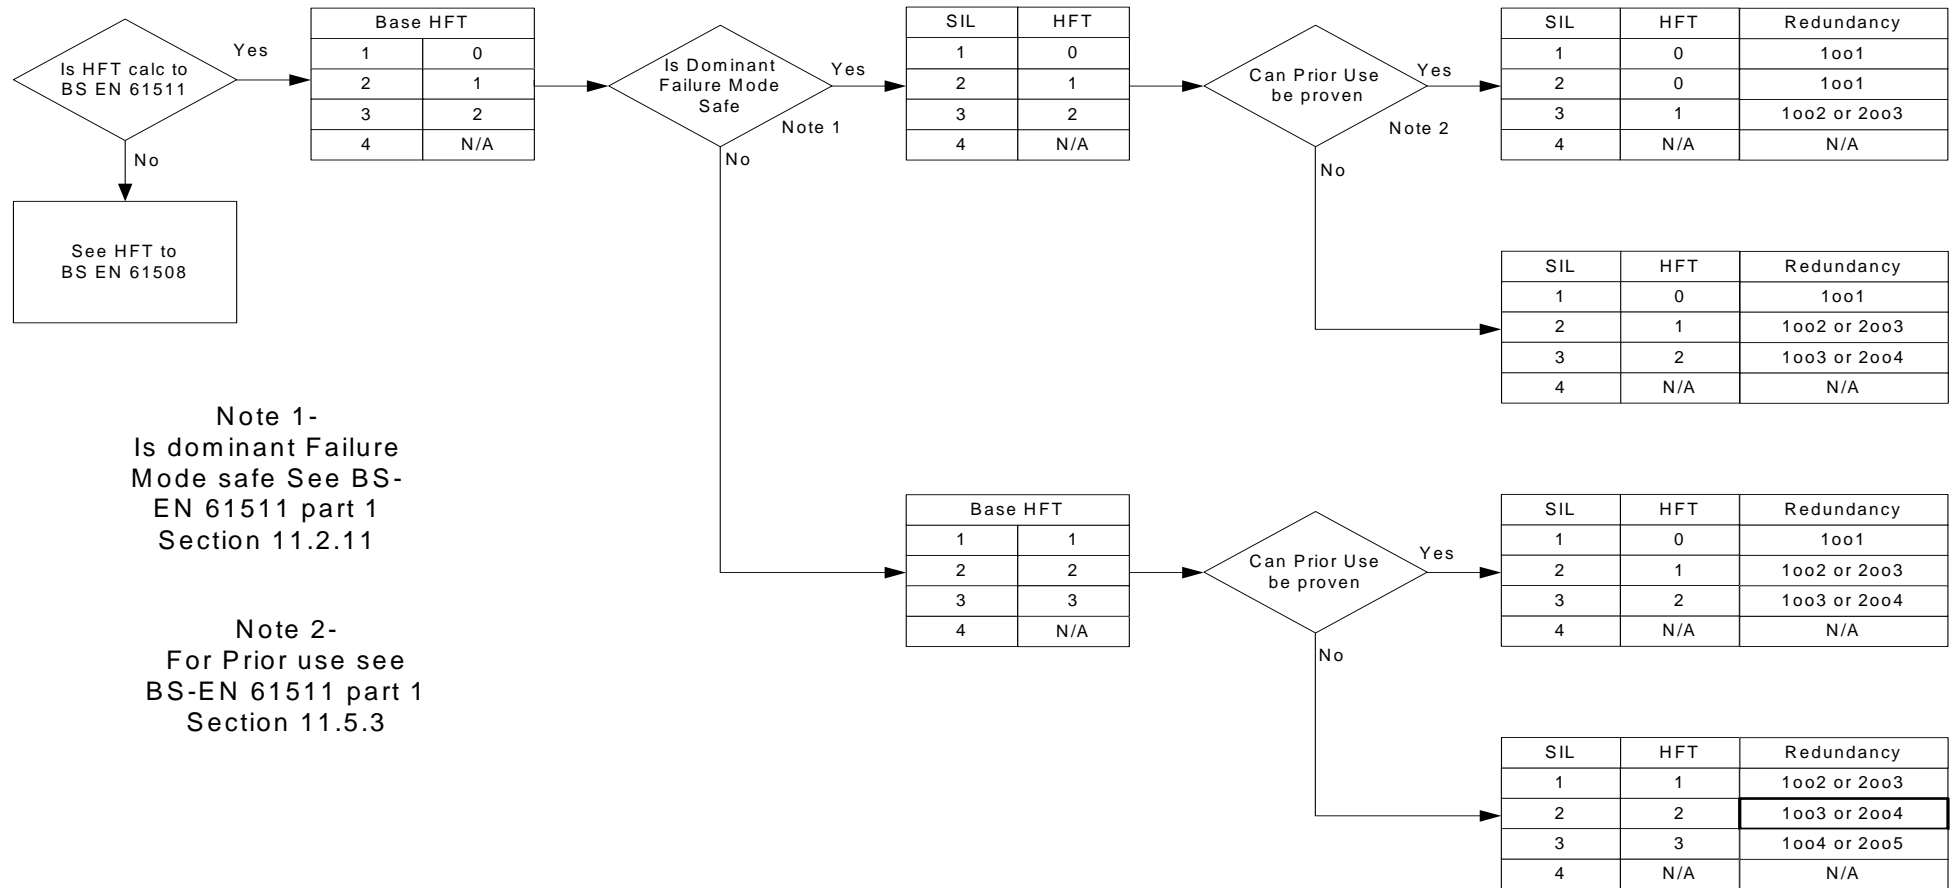 Is HFT calc to
BS EN 61511
Yes
No
See HFT to
BS EN 61508
Base HFT
1 0
2 1
3 2
4 N/A
Is Dominant
Failure Mode
Safe
Yes
Note 1
No
SIL HFT
1 0
2 1
3 2
4 N/A
Can Prior Use
be proven
Yes
Note 2
No
SIL HFT Redundancy
1 0 1oo1
2 0 1oo1
3 1 1oo2 or 2oo3
4 N/A N/A
SIL HFT Redundancy
1 0 1oo1
2 1 1oo2 or 2oo3
3 2 1oo3 or 2oo4
4 N/A N/A
Note 1-
Is dominant Failure
Mode safe See BS-
EN 61511 part 1
Section 11.2.11
Note 2-
For Prior use see
BS-EN 61511 part 1
Section 11.5.3
Base HFT
1 1
2 2
3 3
4 N/A
Can Prior Use
be proven
Yes
No
SIL HFT Redundancy
1 0 1oo1
2 1 1oo2 or 2oo3
3 2 1oo3 or 2oo4
4 N/A N/A
SIL HFT Redundancy
1 1 1oo2 or 2oo3
2 2 1oo3 or 2oo4
3 3 1oo4 or 2oo5
4 N/A N/A